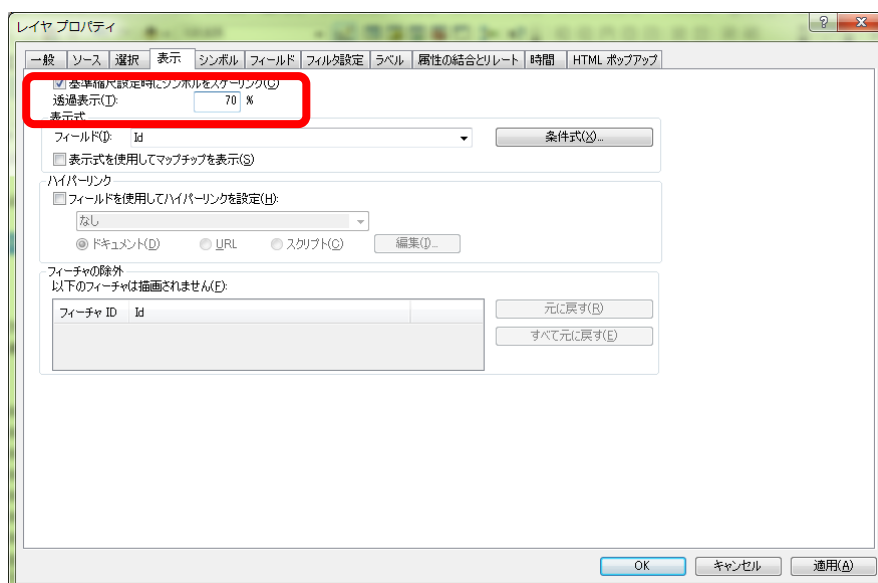 レイヤ プロパティ
一般 ソース 選択 表示 シンボル フィールド フィルタ設定 ラベル 属性の結合とリレート 時間 HTML ポップアップ
基準縮尺設定時にシンボルをスケーリング(C)
透過表示(T): 70 %
表示式
フィールド(I): Id 条件式(X)...
表示式を使用してマップチップを表示(S)
ハイパーリンク
フィールドを使用してハイパーリンクを設定(H):
なし
ドキュメント(D) URL スクリプト(C) 編集(I)...
フィーチャの除外
以下のフィーチャは描画されません(F):
フィーチャ ID Id 元に戻す(R)
すべて元に戻す(E)
OK キャンセル 適用(A)